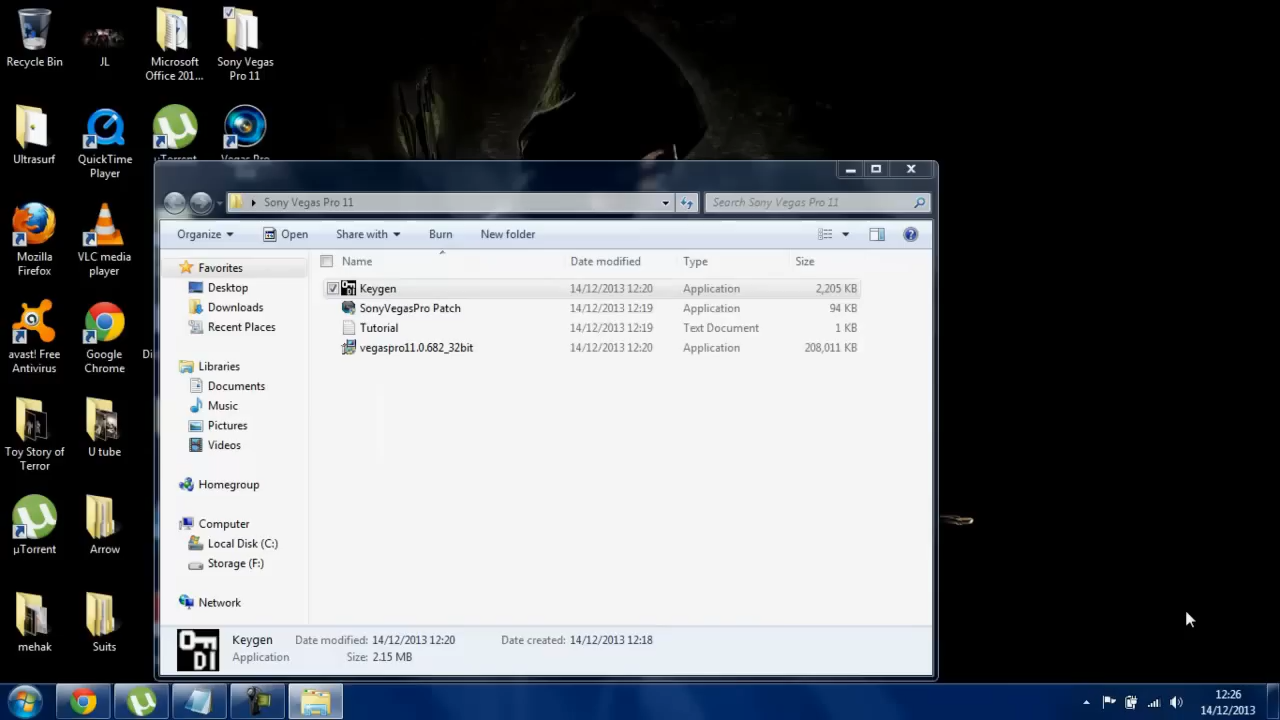 Recycle Bin
JL
Microsoft
Office 201...
Sony Vegas
Pro 11
Ultrasurf
QuickTime
Player
µTorrent
Vegas Pro
Mozilla
Firefox
VLC media
player
avast! Free
Antivirus
Google
Chrome
Toy Story of
Terror
U tube
µTorrent
Arrow
mehak
Suits
Sony Vegas Pro 11
Search Sony Vegas Pro 11
Organize
Open
Share with
Burn
New folder
Name
Date modified
Type
Size
Keygen 14/12/2013 12:20 Application 2,205 KB
SonyVegasPro Patch 14/12/2013 12:19 Application 94 KB
Tutorial 14/12/2013 12:19 Text Document 1 KB
vegaspro11.0.682_32bit 14/12/2013 12:20 Application 208,011 KB
Favorites
Desktop
Downloads
Recent Places
Libraries
Documents
Music
Pictures
Videos
Homegroup
Computer
Local Disk (C:)
Storage (F:)
Network
Keygen Date modified: 14/12/2013 12:20 Date created: 14/12/2013 12:18
Application Size: 2.15 MB
12:26
14/12/2013